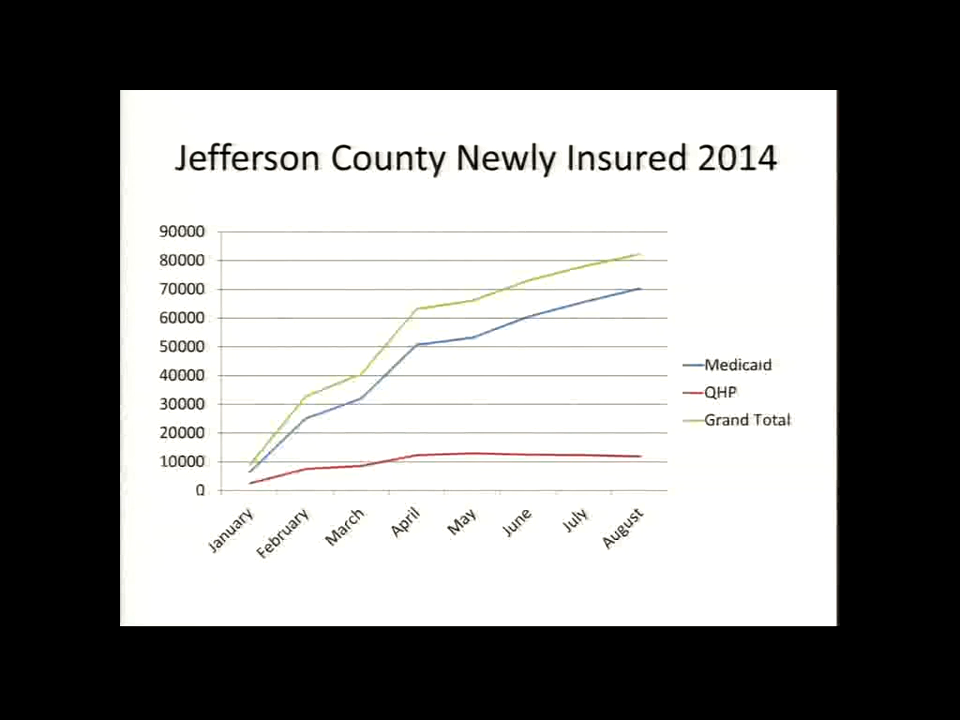 Jefferson County Newly Insured 2014
90000
80000
70000
60000
50000
40000
30000
20000
10000
0
January
February
March
April
May
June
July
August
Medicaid
QHP
Grand Total